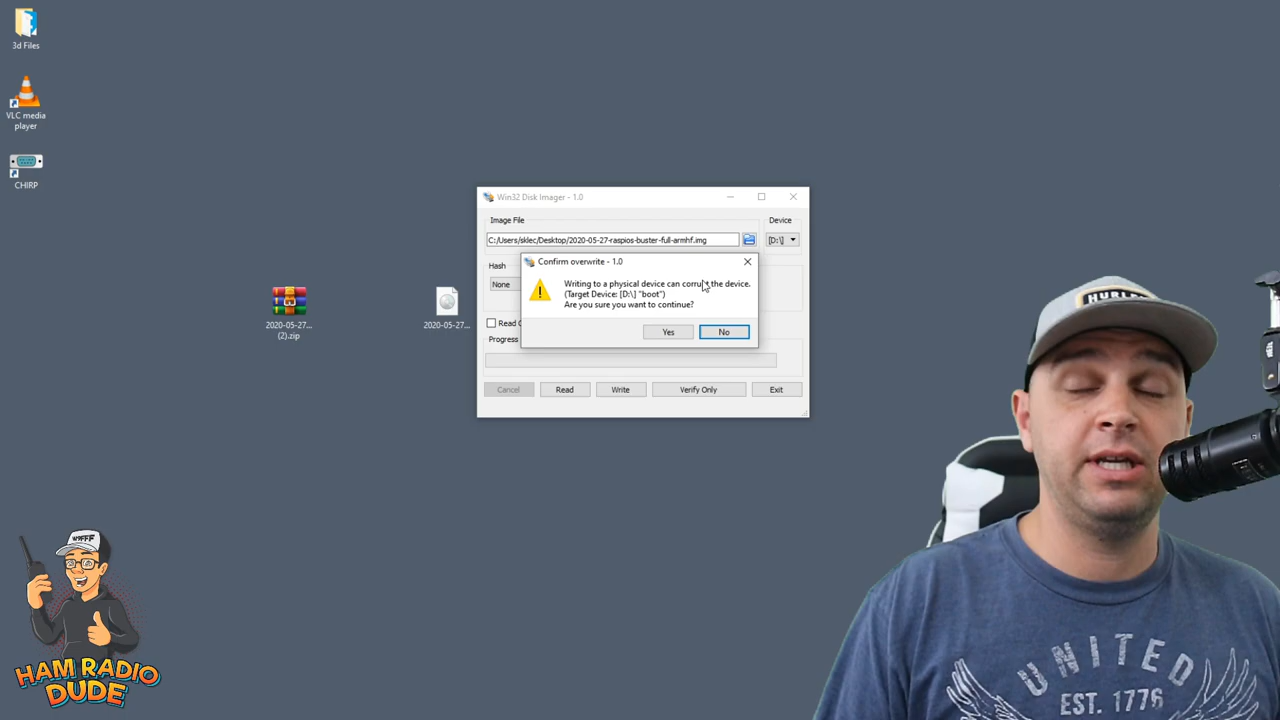 3d Files
VLC media
player
CHIRP
2020-05-27...
(2).zip
2020-05-27...
Win32 Disk Imager - 1.0
Image File
Device
C:/Users/sklec/Desktop/2020-05-27-raspios-buster-full-armhf.img
[D:\]
Hash
None
Confirm overwrite - 1.0
Writing to a physical device can corrupt the device.
(Target Device: [D:\] "boot")
Are you sure you want to continue?
Yes
No
Read
Progress
Cancel
Read
Write
Verify Only
Exit
HURLEY
UNITED
EST. 1776
HAM RADIO
DUDE